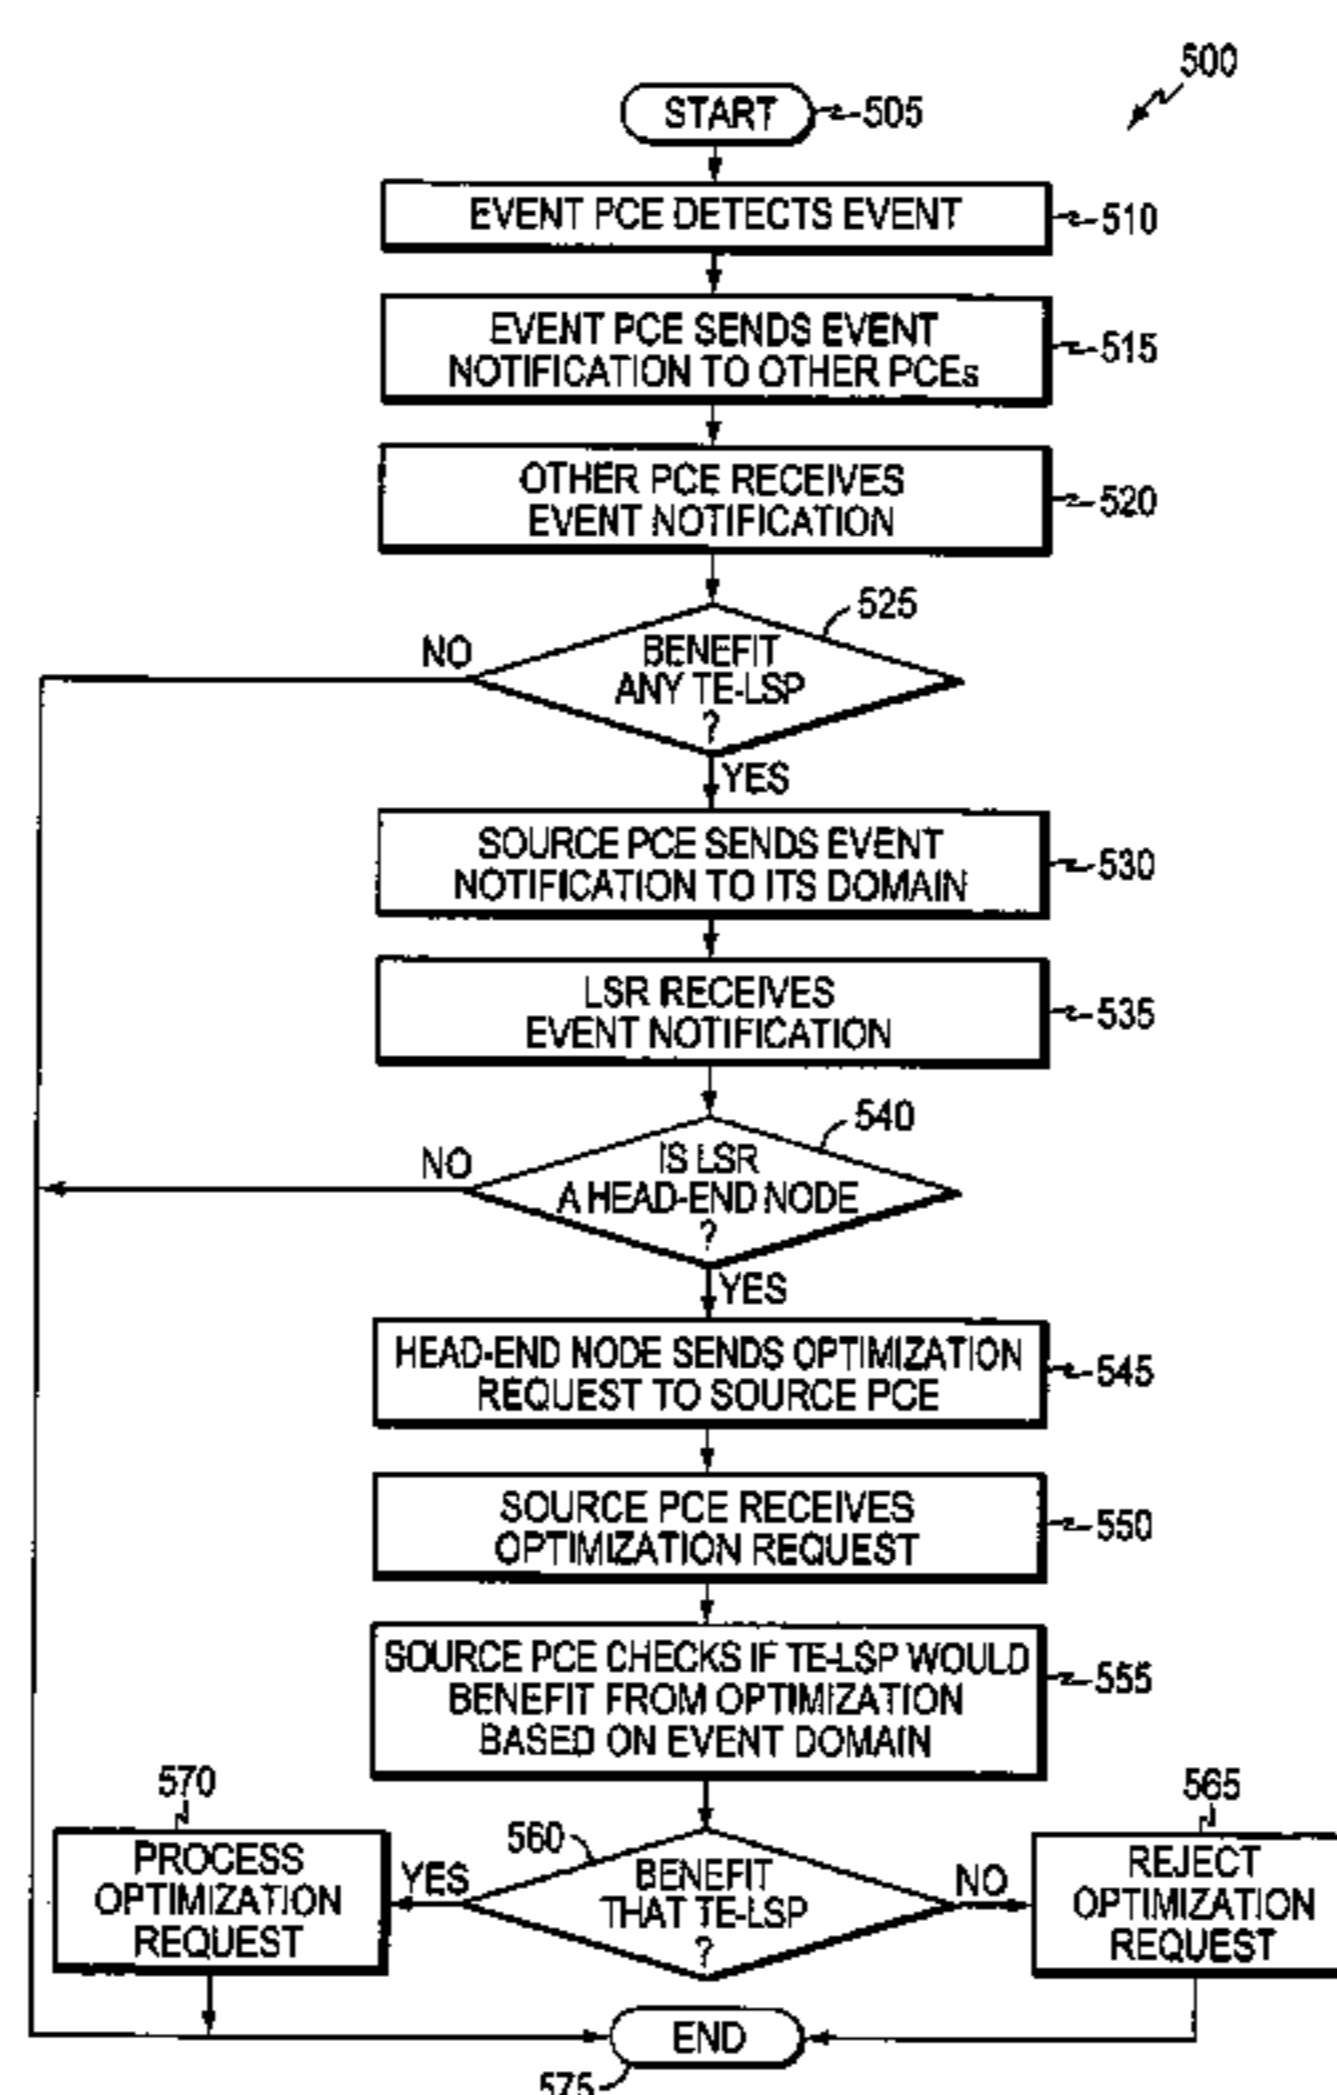 500
START
505
EVENT PCE DETECTS EVENT
510
EVENT PCE SENDS EVENT
NOTIFICATION TO OTHER PCEs
515
OTHER PCE RECEIVES
EVENT NOTIFICATION
520
525
NO
BENEFIT
ANY TE-LSP
?
YES
SOURCE PCE SENDS EVENT
NOTIFICATION TO ITS DOMAIN
530
LSR RECEIVES
EVENT NOTIFICATION
535
540
NO
IS LSR
A HEAD-END NODE
?
YES
HEAD-END NODE SENDS OPTIMIZATION
REQUEST TO SOURCE PCE
545
SOURCE PCE RECEIVES
OPTIMIZATION REQUEST
550
SOURCE PCE CHECKS IF TE-LSP WOULD
BENEFIT FROM OPTIMIZATION
BASED ON EVENT DOMAIN
555
570
PROCESS
OPTIMIZATION
REQUEST
YES
560
BENEFIT
THAT TE-LSP
?
NO
565
REJECT
OPTIMIZATION
REQUEST
END
575